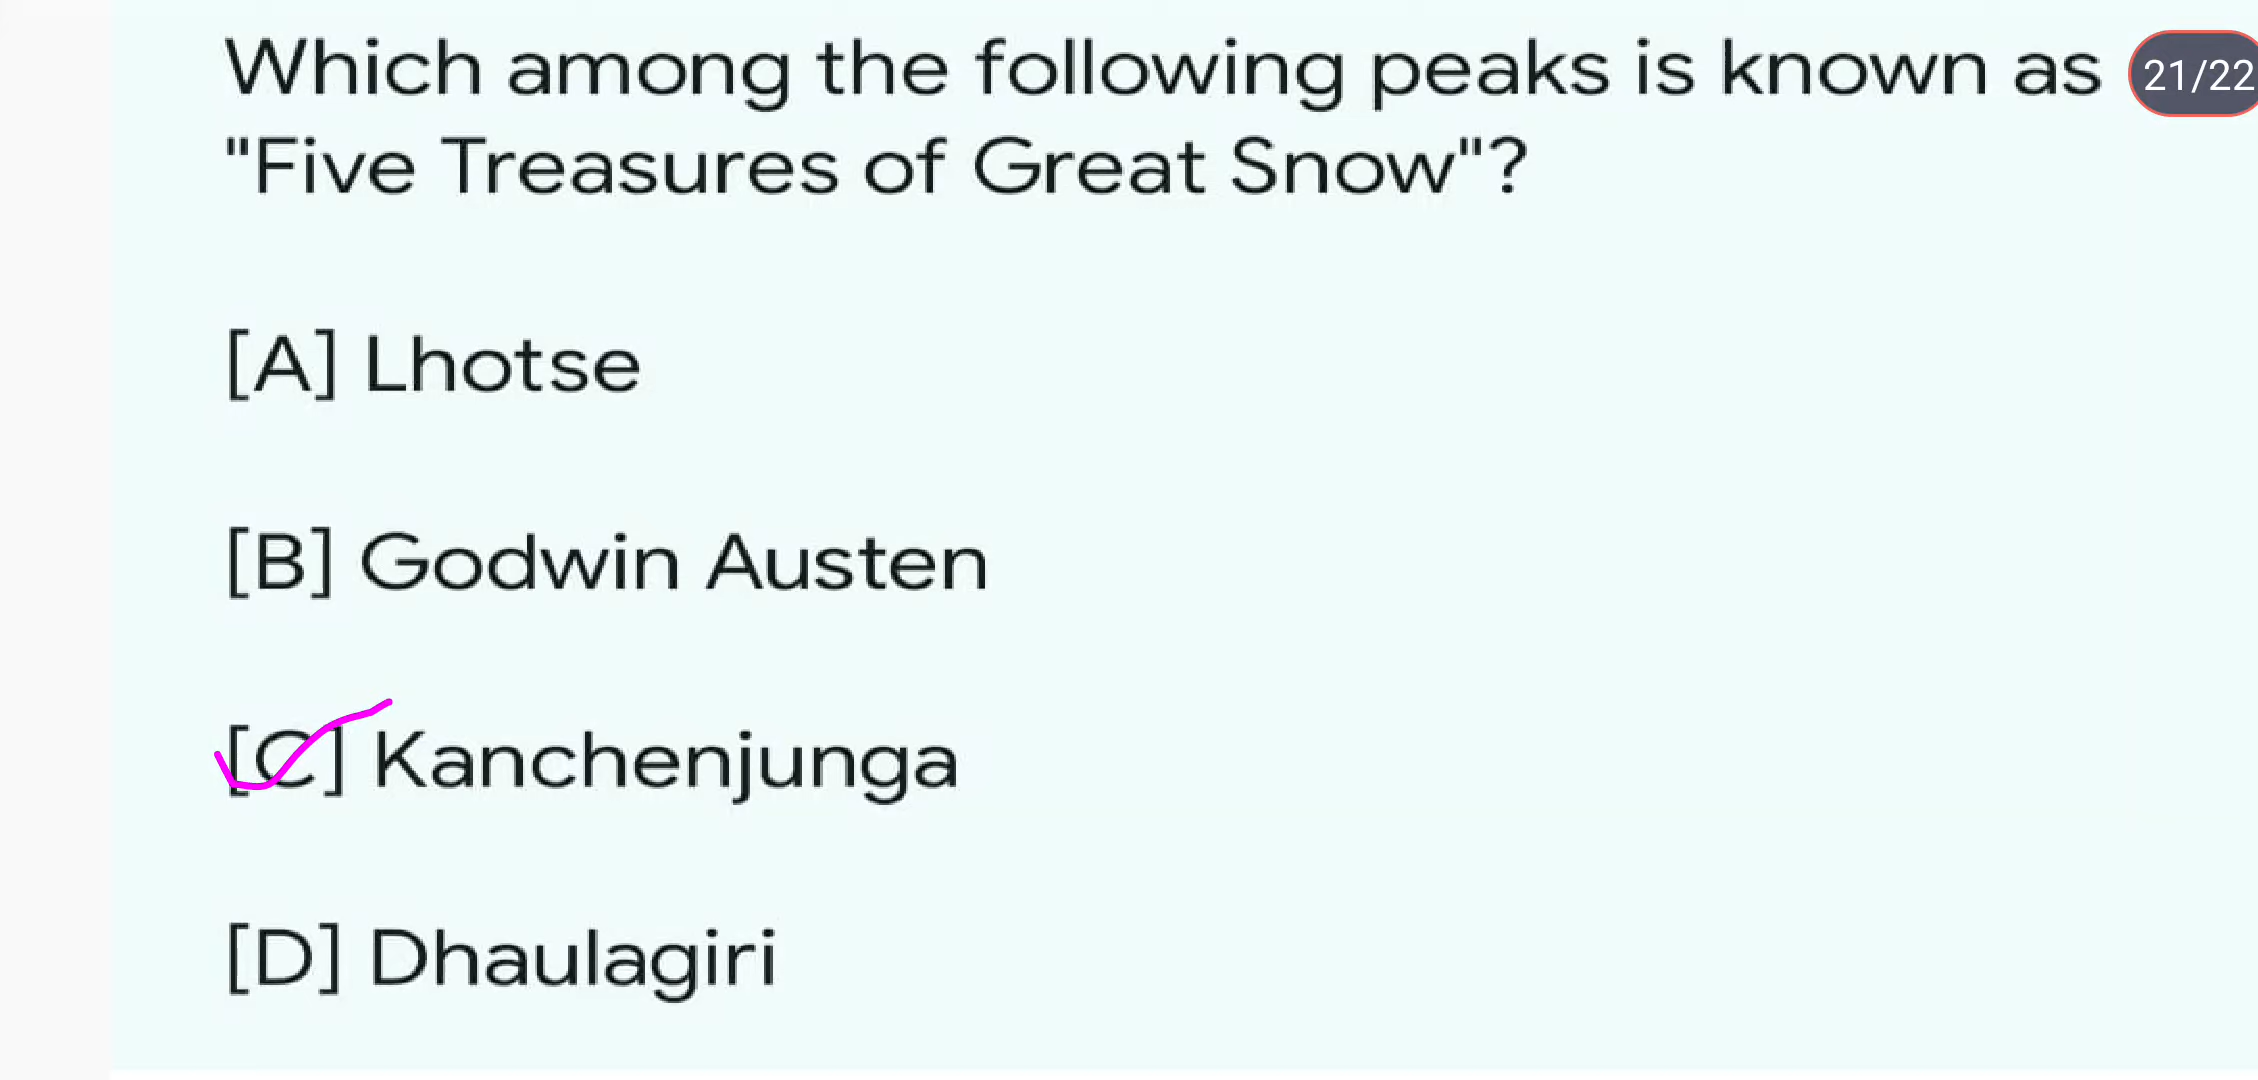 Which among the following peaks is known as 21/22
"Five Treasures of Great Snow"?
[A] Lhotse
[B] Godwin Austen
[C] Kanchenjunga
[D] Dhaulagiri